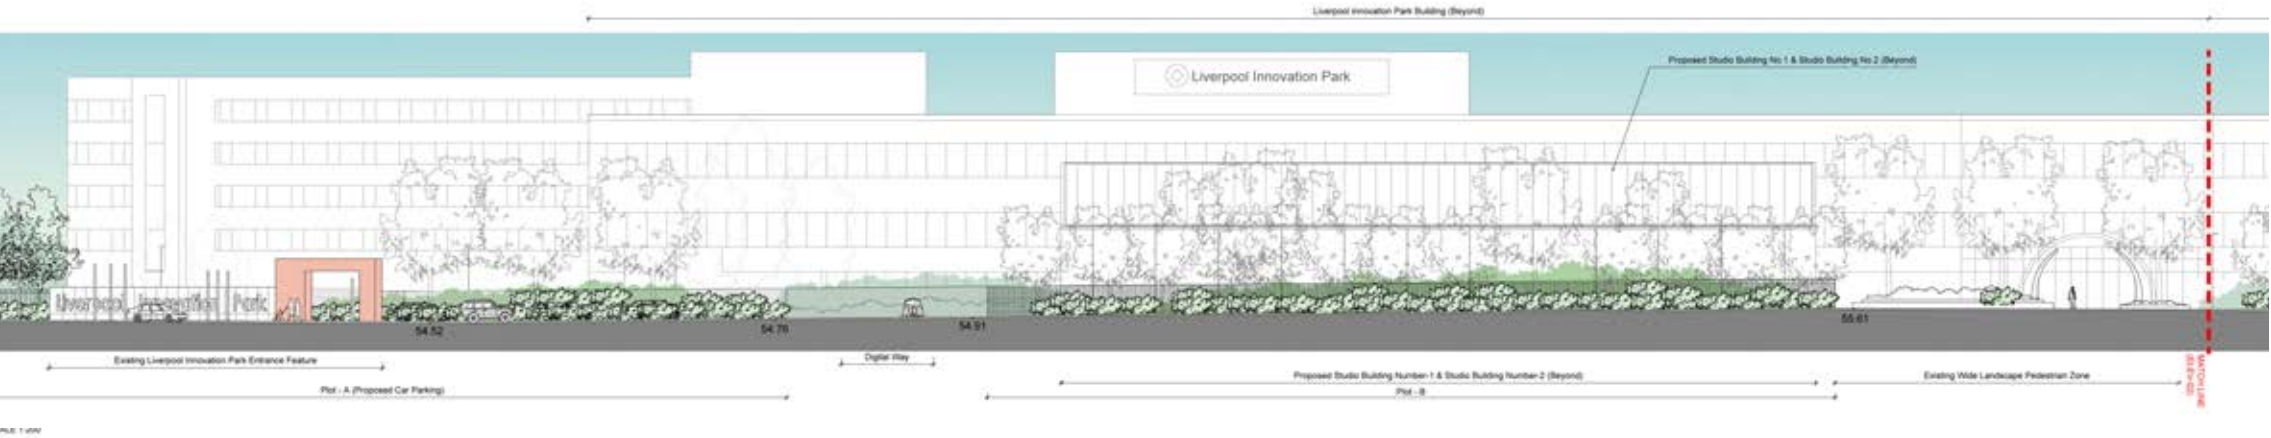 Liverpool Innovation Park Building (Beyond)
Liverpool Innovation Park
Proposed Studio Building No.1 & Studio Building No.2 (Beyond)
Liverpool Innovation Park
54.52
54.76
54.91
55.61
Existing Liverpool Innovation Park Entrance Feature
Digital Way
Proposed Studio Building Number-1 & Studio Building Number-2 (Beyond)
Existing Wide Landscape Pedestrian Zone
Plot - A (Proposed Car Parking)
Plot - B
MATCH LINE